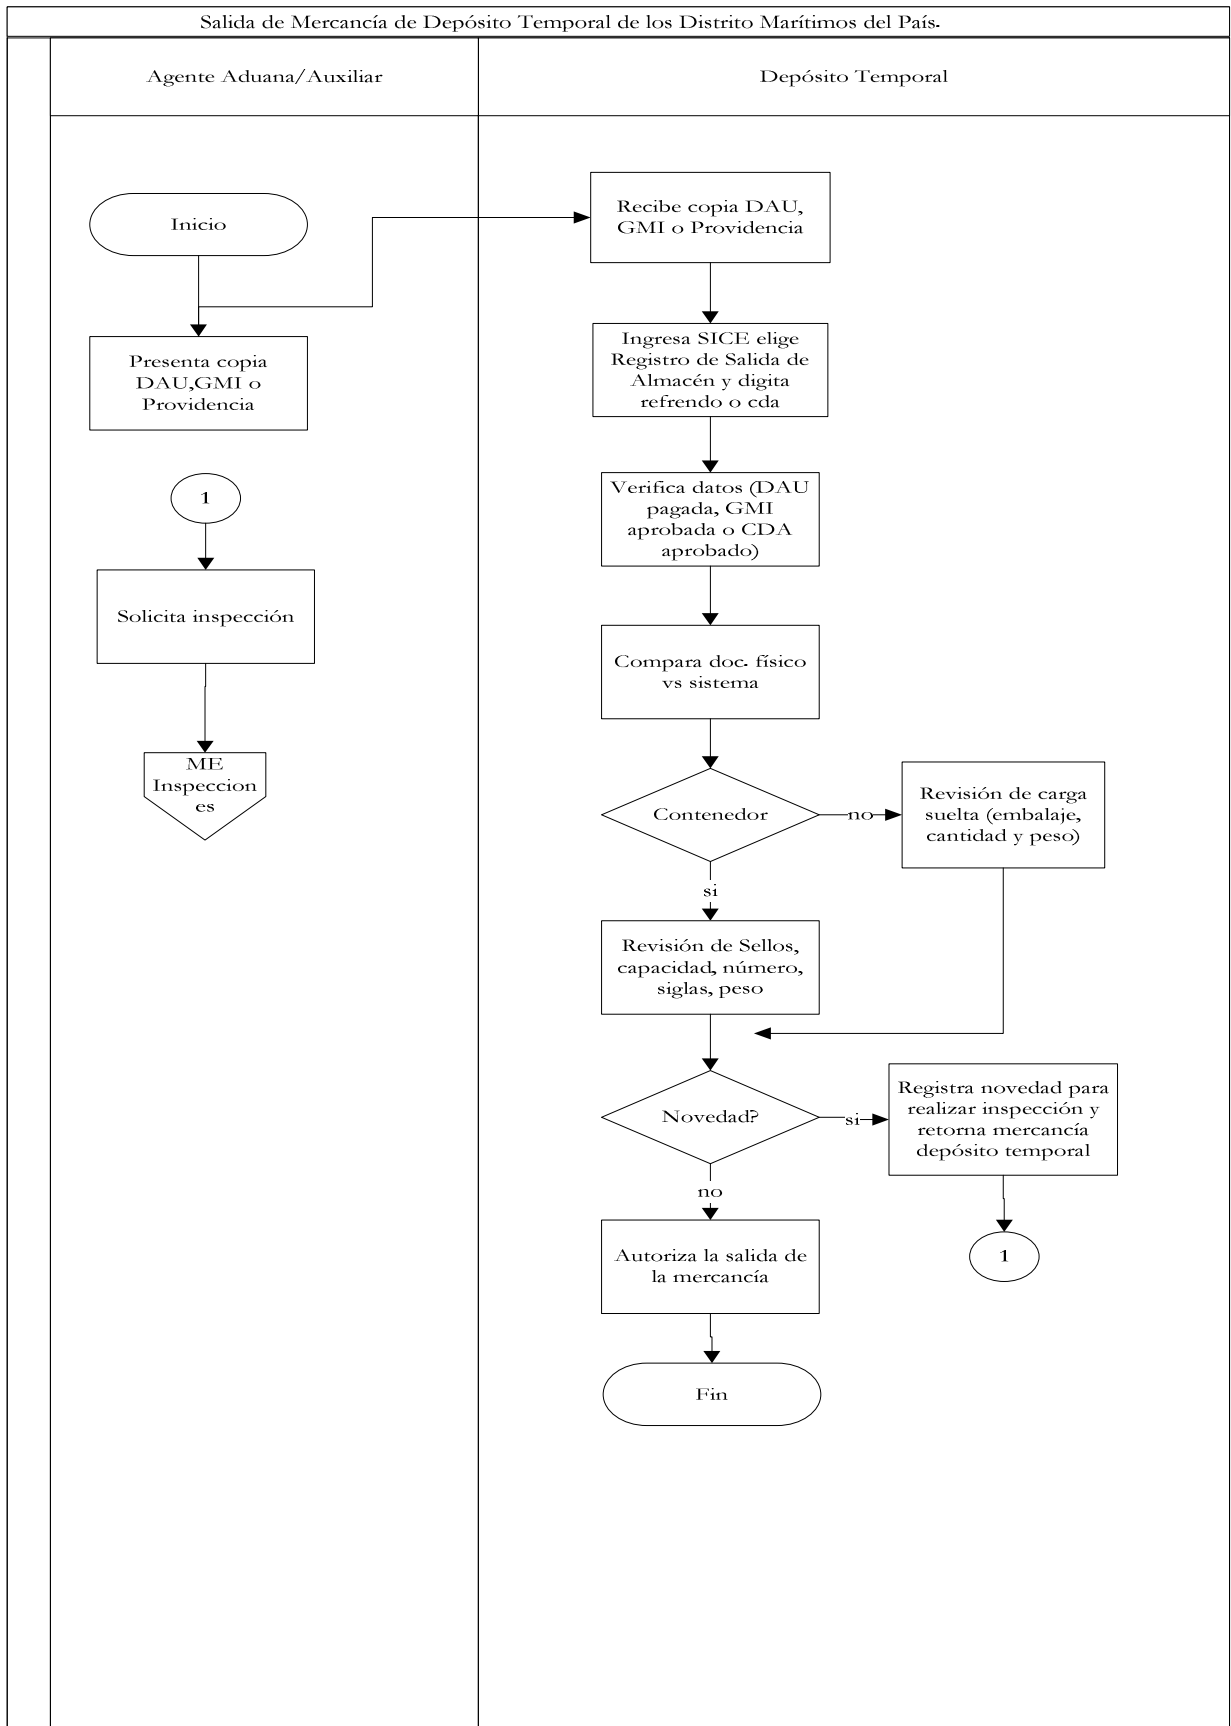 Salida de Mercancía de Depósito Temporal de los Distrito Marítimos del País.
Agente Aduana/Auxiliar
Depósito Temporal
Inicio
Presenta copia
DAU,GMI o
Providencia
1
Solicita inspección
ME
Inspeccion
es
Recibe copia DAU,
GMI o Providencia
Ingresa SICE elige
Registro de Salida de
Almacén y digita
refrendo o cda
Verifica datos (DAU
pagada, GMI
aprobada o CDA
aprobado)
Compara doc. físico
vs sistema
Contenedor
no
Revisión de carga
suelta (embalaje,
cantidad y peso)
si
Revisión de Sellos,
capacidad, número,
siglas, peso
Novedad?
si
Registra novedad para
realizar inspección y
retorna mercancía
depósito temporal
no
1
Autoriza la salida de
la mercancía
Fin